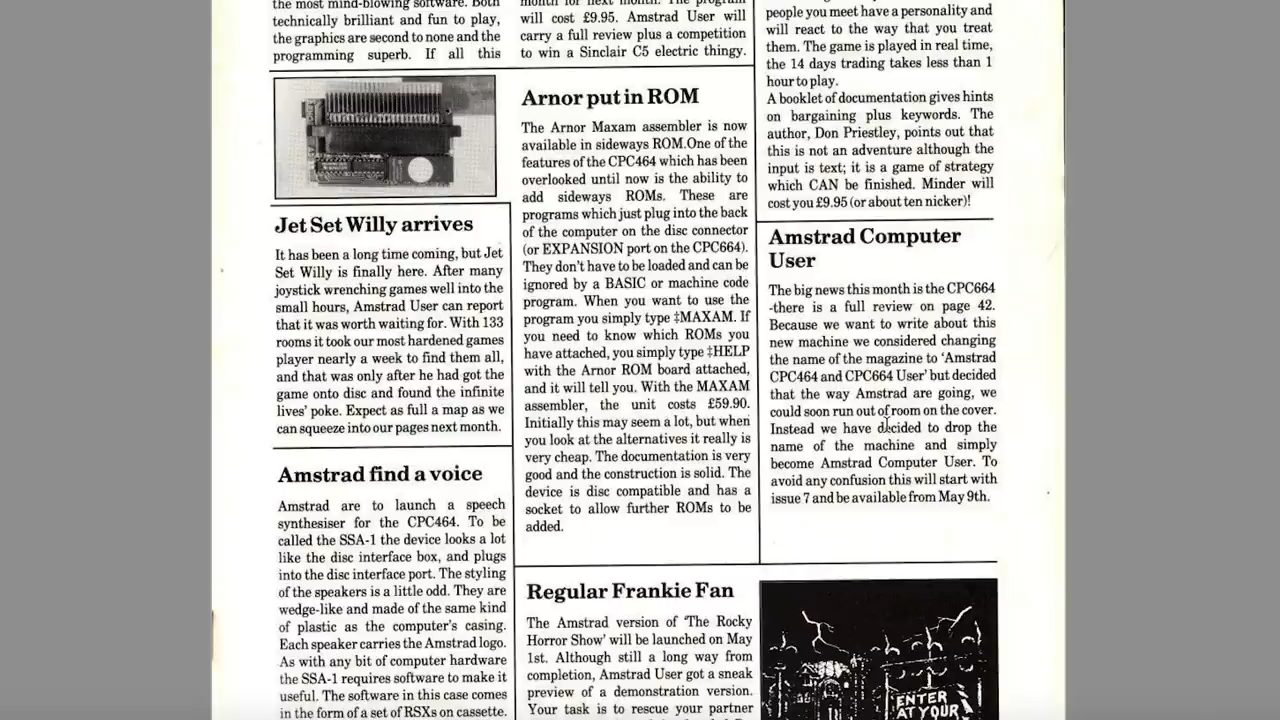 the most mind-blowing software. Both
technically brilliant and fun to play,
the graphics are second to none and the
programming superb. If all this
Jet Set Willy arrives
It has been a long time coming, but Jet
Set Willy is finally here. After many
joystick wrenching games well into the
small hours, Amstrad User can report
that it was worth waiting for. With 133
rooms it took our most hardened games
player nearly a week to find them all,
and that was only after he had got the
game onto disc and found the infinite
lives' poke. Expect as full a map as we
can squeeze into our pages next month.
Amstrad find a voice
Amstrad are to launch a speech
synthesiser for the CPC464. To be
called the SSA-1 the device looks a lot
like the disc interface box, and plugs
into the disc interface port. The styling
of the speakers is a little odd. They are
wedge-like and made of the same kind
of plastic as the computer's casing.
Each speaker carries the Amstrad logo.
As with any bit of computer hardware
the SSA-1 requires software to make it
useful. The software in this case comes
in the form of a set of RSXs on cassette.
month for next month. The program
will cost £9.95. Amstrad User will
carry a full review plus a competition
to win a Sinclair C5 electric thingy.
Arnor put in ROM
The Arnor Maxam assembler is now
available in sideways ROM.One of the
features of the CPC464 which has been
overlooked until now is the ability to
add sideways ROMs. These are
programs which just plug into the back
of the computer on the disc connector
(or EXPANSION port on the CPC664).
They don't have to be loaded and can be
ignored by a BASIC or machine code
program. When you want to use the
program you simply type ‡MAXAM. If
you need to know which ROMs you
have attached, you simply type ‡HELP
with the Arnor ROM board attached,
and it will tell you. With the MAXAM
assembler, the unit costs £59.90.
Initially this may seem a lot, but when
you look at the alternatives it really is
very cheap. The documentation is very
good and the construction is solid. The
device is disc compatible and has a
socket to allow further ROMs to be
added.
Regular Frankie Fan
The Amstrad version of 'The Rocky
Horror Show' will be launched on May
1st. Although still a long way from
completion, Amstrad User got a sneak
preview of a demonstration version.
Your task is to rescue your partner
people you meet have a personality and
will react to the way that you treat
them. The game is played in real time,
the 14 days trading takes less than 1
hour to play.
A booklet of documentation gives hints
on bargaining plus keywords. The
author, Don Priestley, points out that
this is not an adventure although the
input is text; it is a game of strategy
which CAN be finished. Minder will
cost you £9.95 (or about ten nicker)!
Amstrad Computer
User
The big news this month is the CPC664
-there is a full review on page 42.
Because we want to write about this
new machine we considered changing
the name of the magazine to 'Amstrad
CPC464 and CPC664 User' but decided
that the way Amstrad are going, we
could soon run out of room on the cover.
Instead we have decided to drop the
name of the machine and simply
become Amstrad Computer User. To
avoid any confusion this will start with
issue 7 and be available from May 9th.
ENTER
AT YOUR